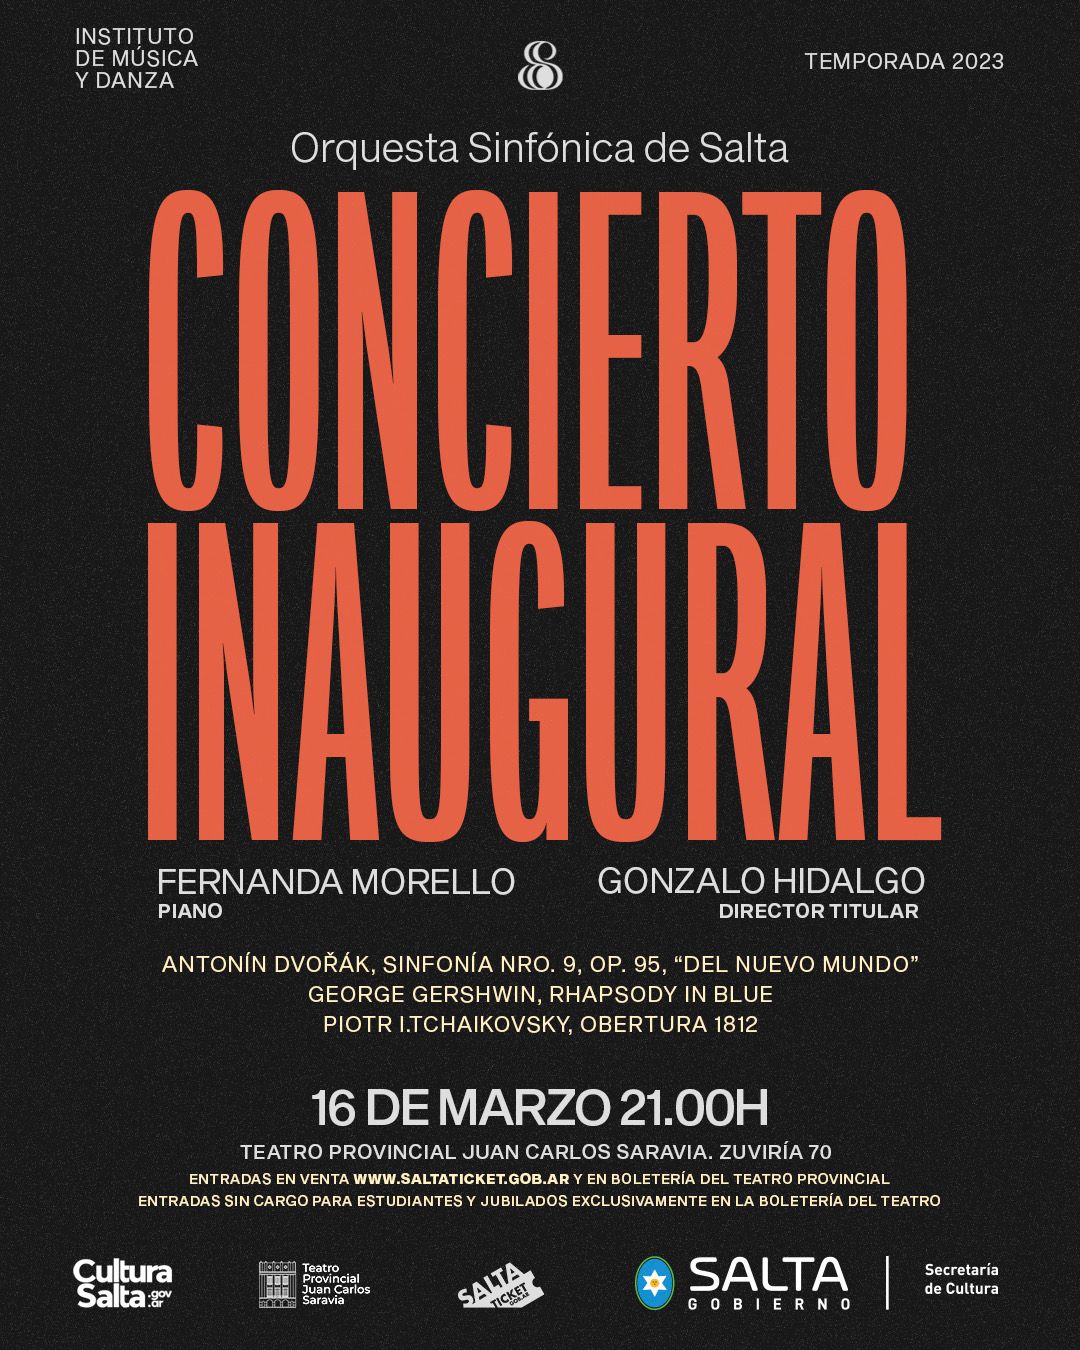 INSTITUTO
DE MÚSICA
Y DANZA
TEMPORADA 2023
Orquesta Sinfónica de Salta
CONCIERTO
INAUGURAL
FERNANDA MORELLO
PIANO
GONZALO HIDALGO
DIRECTOR TITULAR
ANTONÍN DVOŘÁK, SINFONÍA NRO. 9, OP. 95, “DEL NUEVO MUNDO”
GEORGE GERSHWIN, RHAPSODY IN BLUE
PIOTR I.TCHAIKOVSKY, OBERTURA 1812
16 DE MARZO 21.00H
TEATRO PROVINCIAL JUAN CARLOS SARAVIA. ZUVIRÍA 70
ENTRADAS EN VENTA WWW.SALTATICKET.GOB.AR Y EN BOLETERÍA DEL TEATRO PROVINCIAL
ENTRADAS SIN CARGO PARA ESTUDIANTES Y JUBILADOS EXCLUSIVAMENTE EN LA BOLETERÍA DEL TEATRO
Cultura
Salta.gov
.ar
Teatro
Provincial
Juan Carlos
Saravia
SALTA
TICKET
GOB.AR
SALTA
GOBIERNO
Secretaría
de Cultura